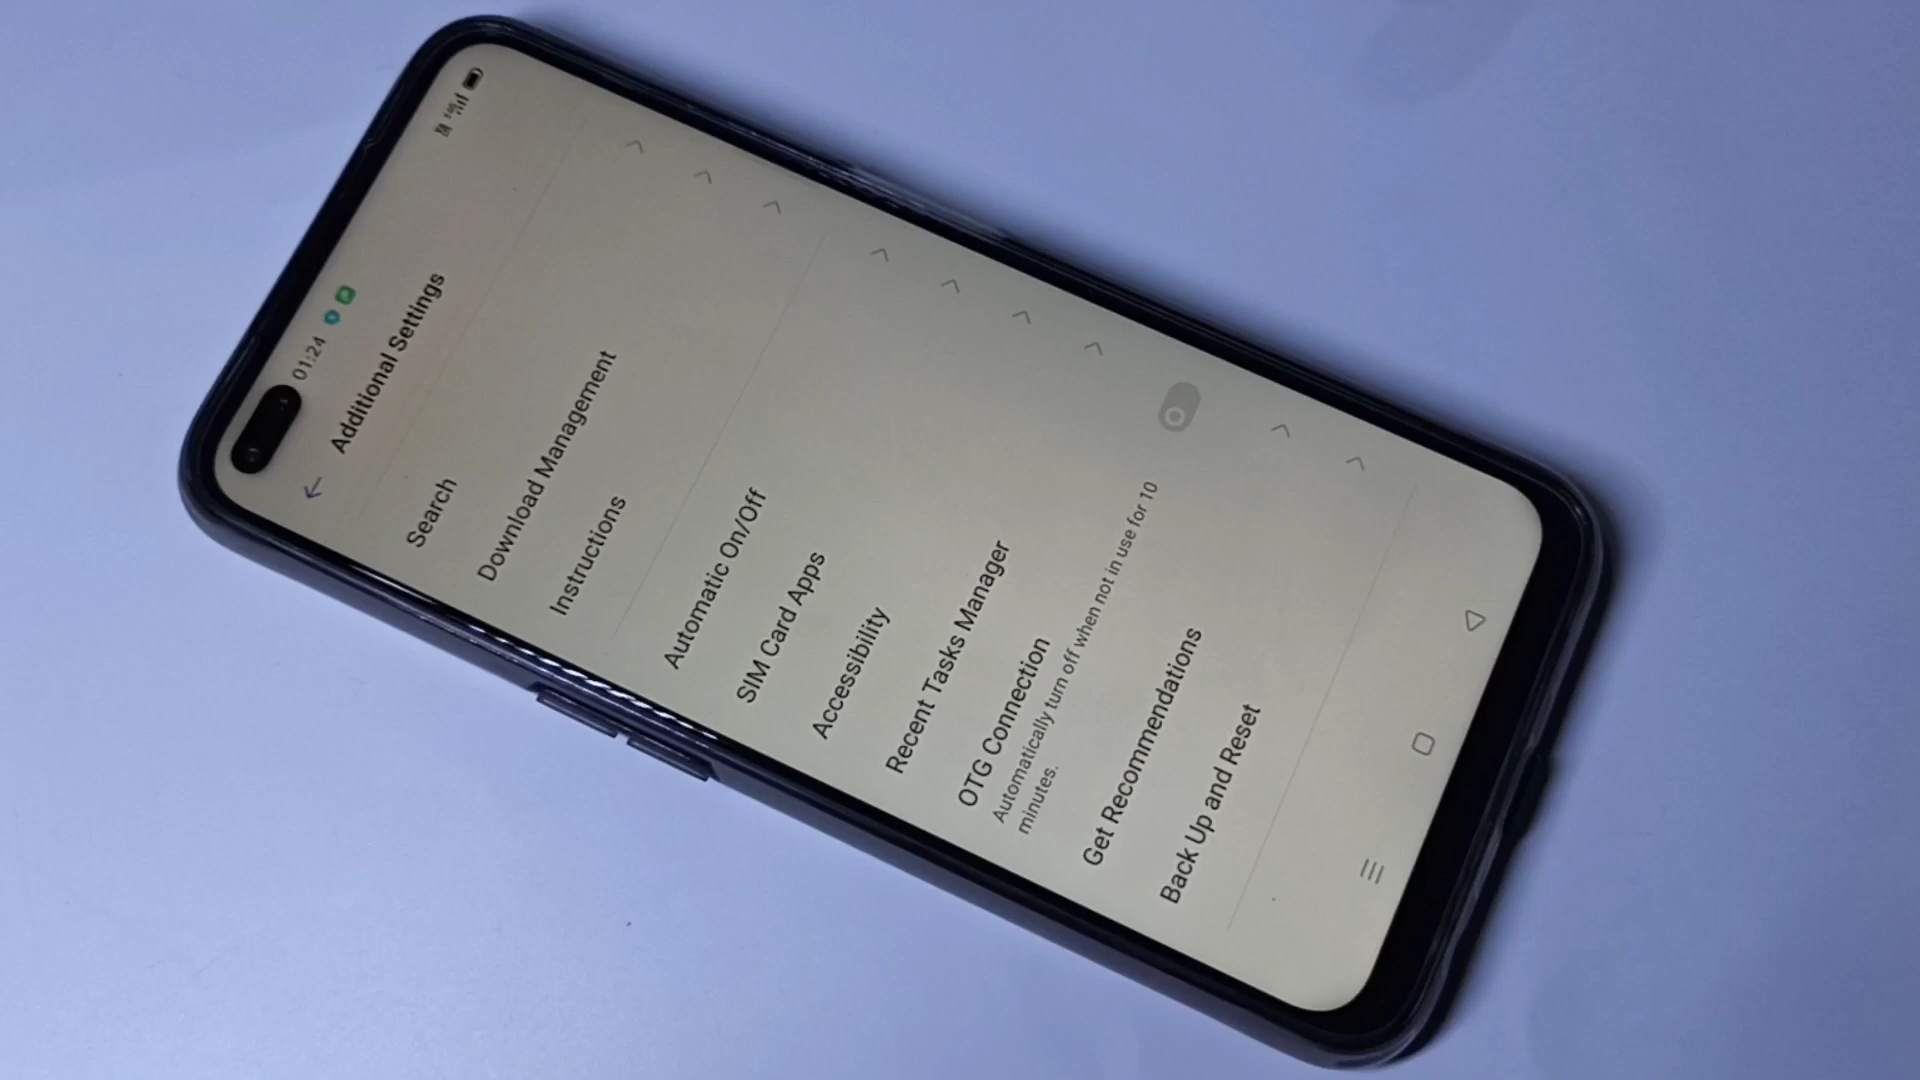 01:24
Additional Settings
Search
Download Management
Instructions
Automatic On/Off
SIM Card Apps
Accessibility
Recent Tasks Manager
OTG Connection
Automatically turn off when not in use for 10
minutes.
Get Recommendations
Back Up and Reset